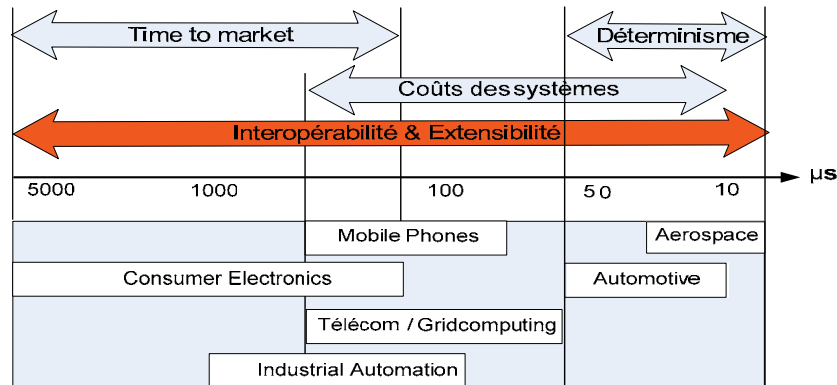 Time to market
Déterminisme
Coûts des systèmes
Interopérabilité & Extensibilité
5000 1000 100 50 10 µs
Mobile Phones
Aerospace
Consumer Electronics
Automotive
Télécom / Gridcomputing
Industrial Automation